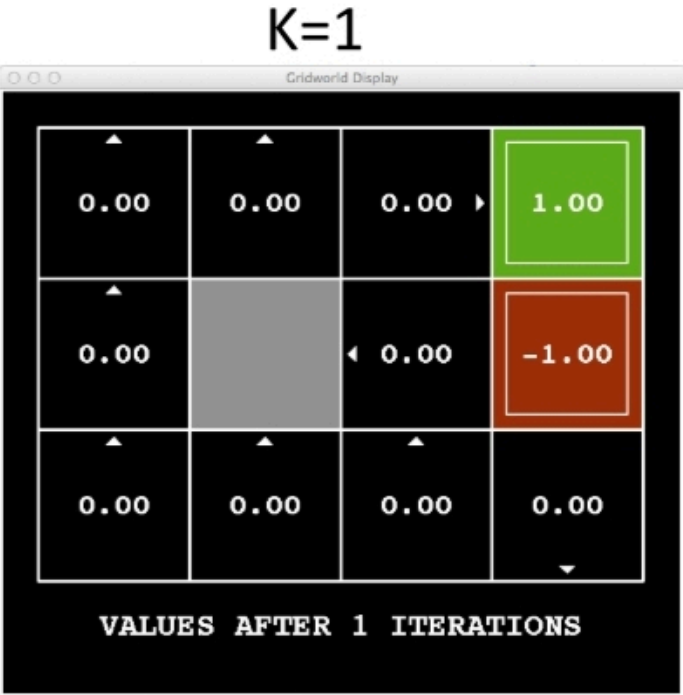 K=1
Gridworld Display
0.00 0.00 0.00 1.00
0.00 0.00 -1.00
0.00 0.00 0.00 0.00
VALUES AFTER 1 ITERATIONS